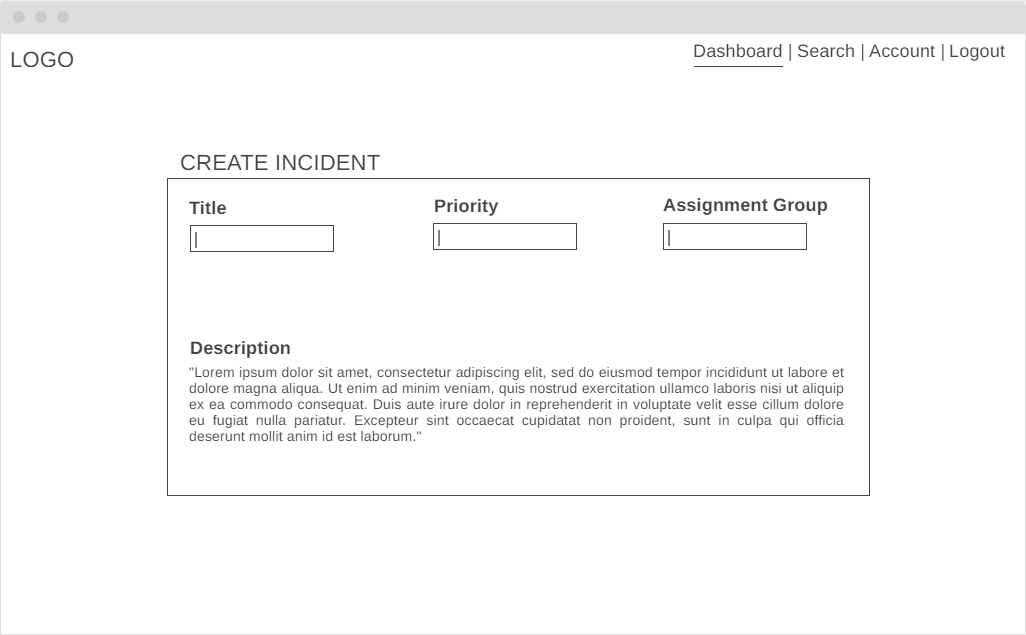 LOGO
Dashboard | Search | Account | Logout
CREATE INCIDENT
Title
Priority
Assignment Group
Description
"Lorem ipsum dolor sit amet, consectetur adipiscing elit, sed do eiusmod tempor incididunt ut labore et
dolore magna aliqua. Ut enim ad minim veniam, quis nostrud exercitation ullamco laboris nisi ut aliquip
ex ea commodo consequat. Duis aute irure dolor in reprehenderit in voluptate velit esse cillum dolore
eu fugiat nulla pariatur. Excepteur sint occaecat cupidatat non proident, sunt in culpa qui officia
deserunt mollit anim id est laborum."